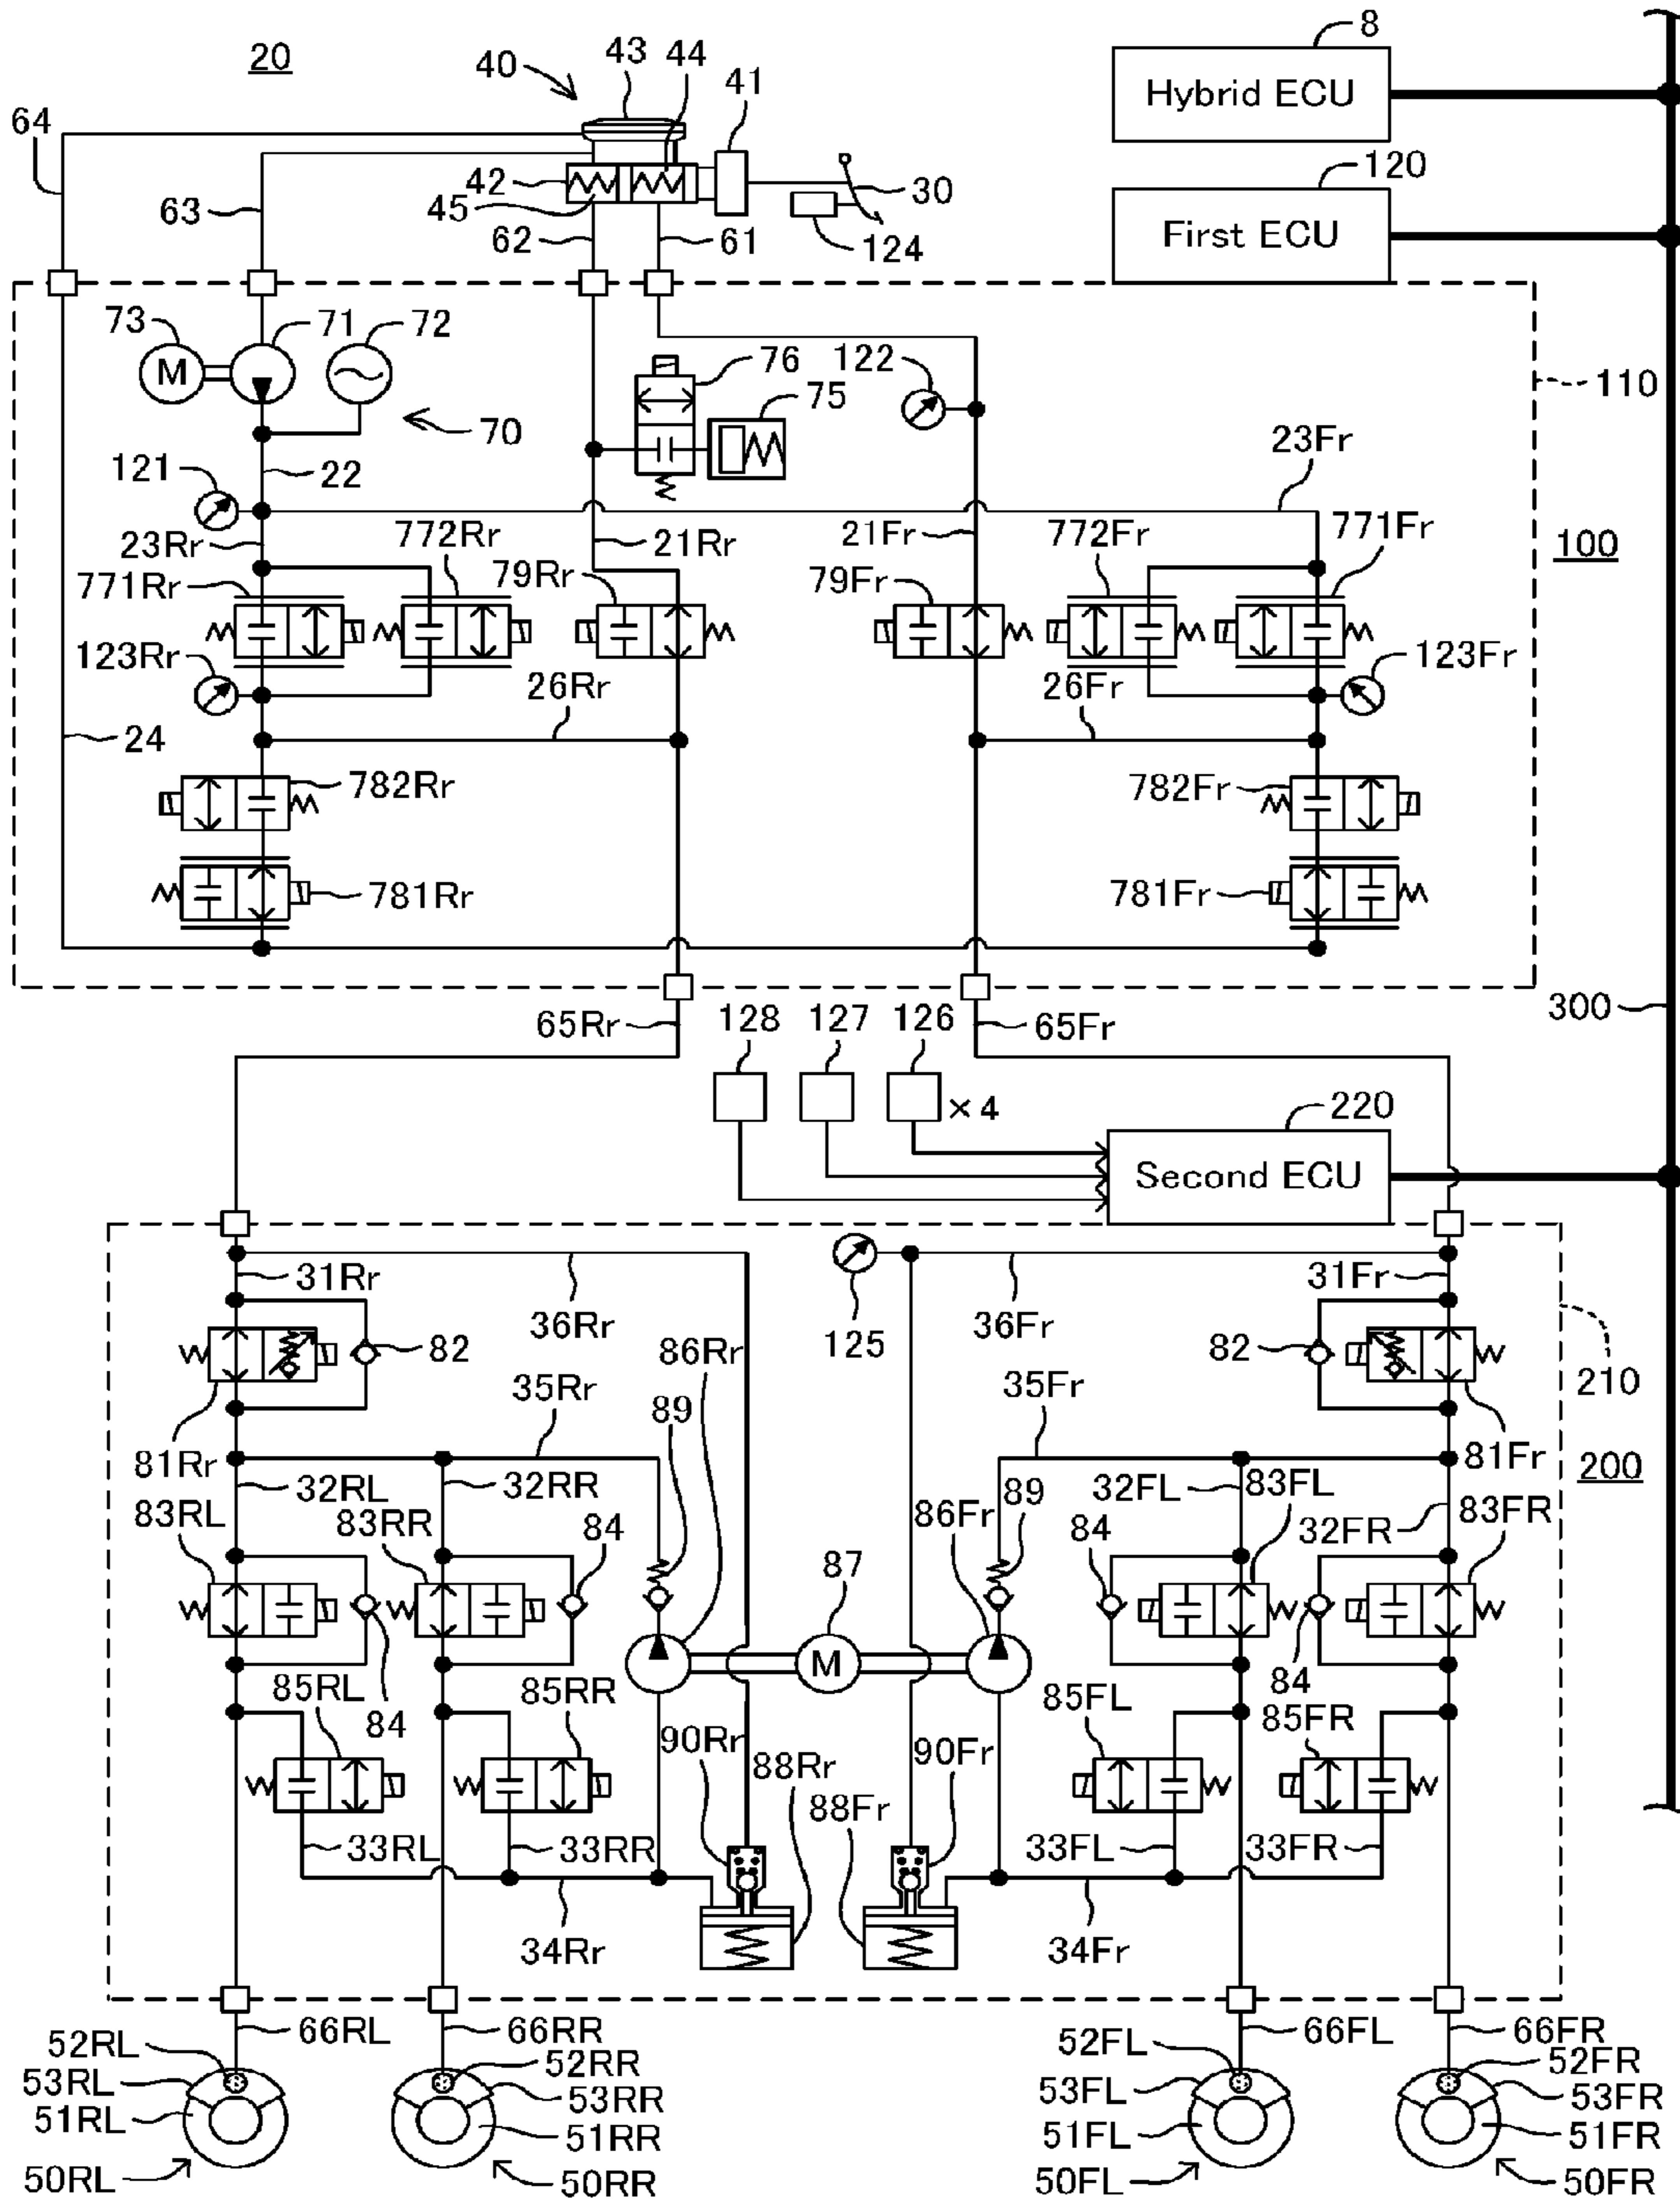 20
40
43
44
41
8
Hybrid ECU
64
42
45
30
120
First ECU
63
62
61
124
73
71
72
M
76
122
75
110
70
121
22
23Fr
23Rr
772Rr
21Rr
21Fr
772Fr
771Fr
100
771Rr
79Rr
79Fr
123Rr
26Rr
26Fr
123Fr
24
782Rr
782Fr
781Rr
781Fr
300
65Rr
128
127
126
65Fr
× 4
220
Second ECU
31Rr
31Fr
36Rr
125
36Fr
82
86Rr
82
210
35Rr
89
35Fr
81Rr
81Fr
200
32RL
32RR
32FL
83FL
83RL
83RR
84
86Fr
89
84
32FR
83FR
87
M
85RL
84
85RR
85FL
84
85FR
90Rr
90Fr
88Rr
88Fr
33RL
33RR
33FL
33FR
34Rr
34Fr
66RL
66RR
66FL
66FR
52RL
52RR
52FL
52FR
53RL
53RR
53FL
53FR
51RL
51RR
51FL
51FR
50RL
50RR
50FL
50FR